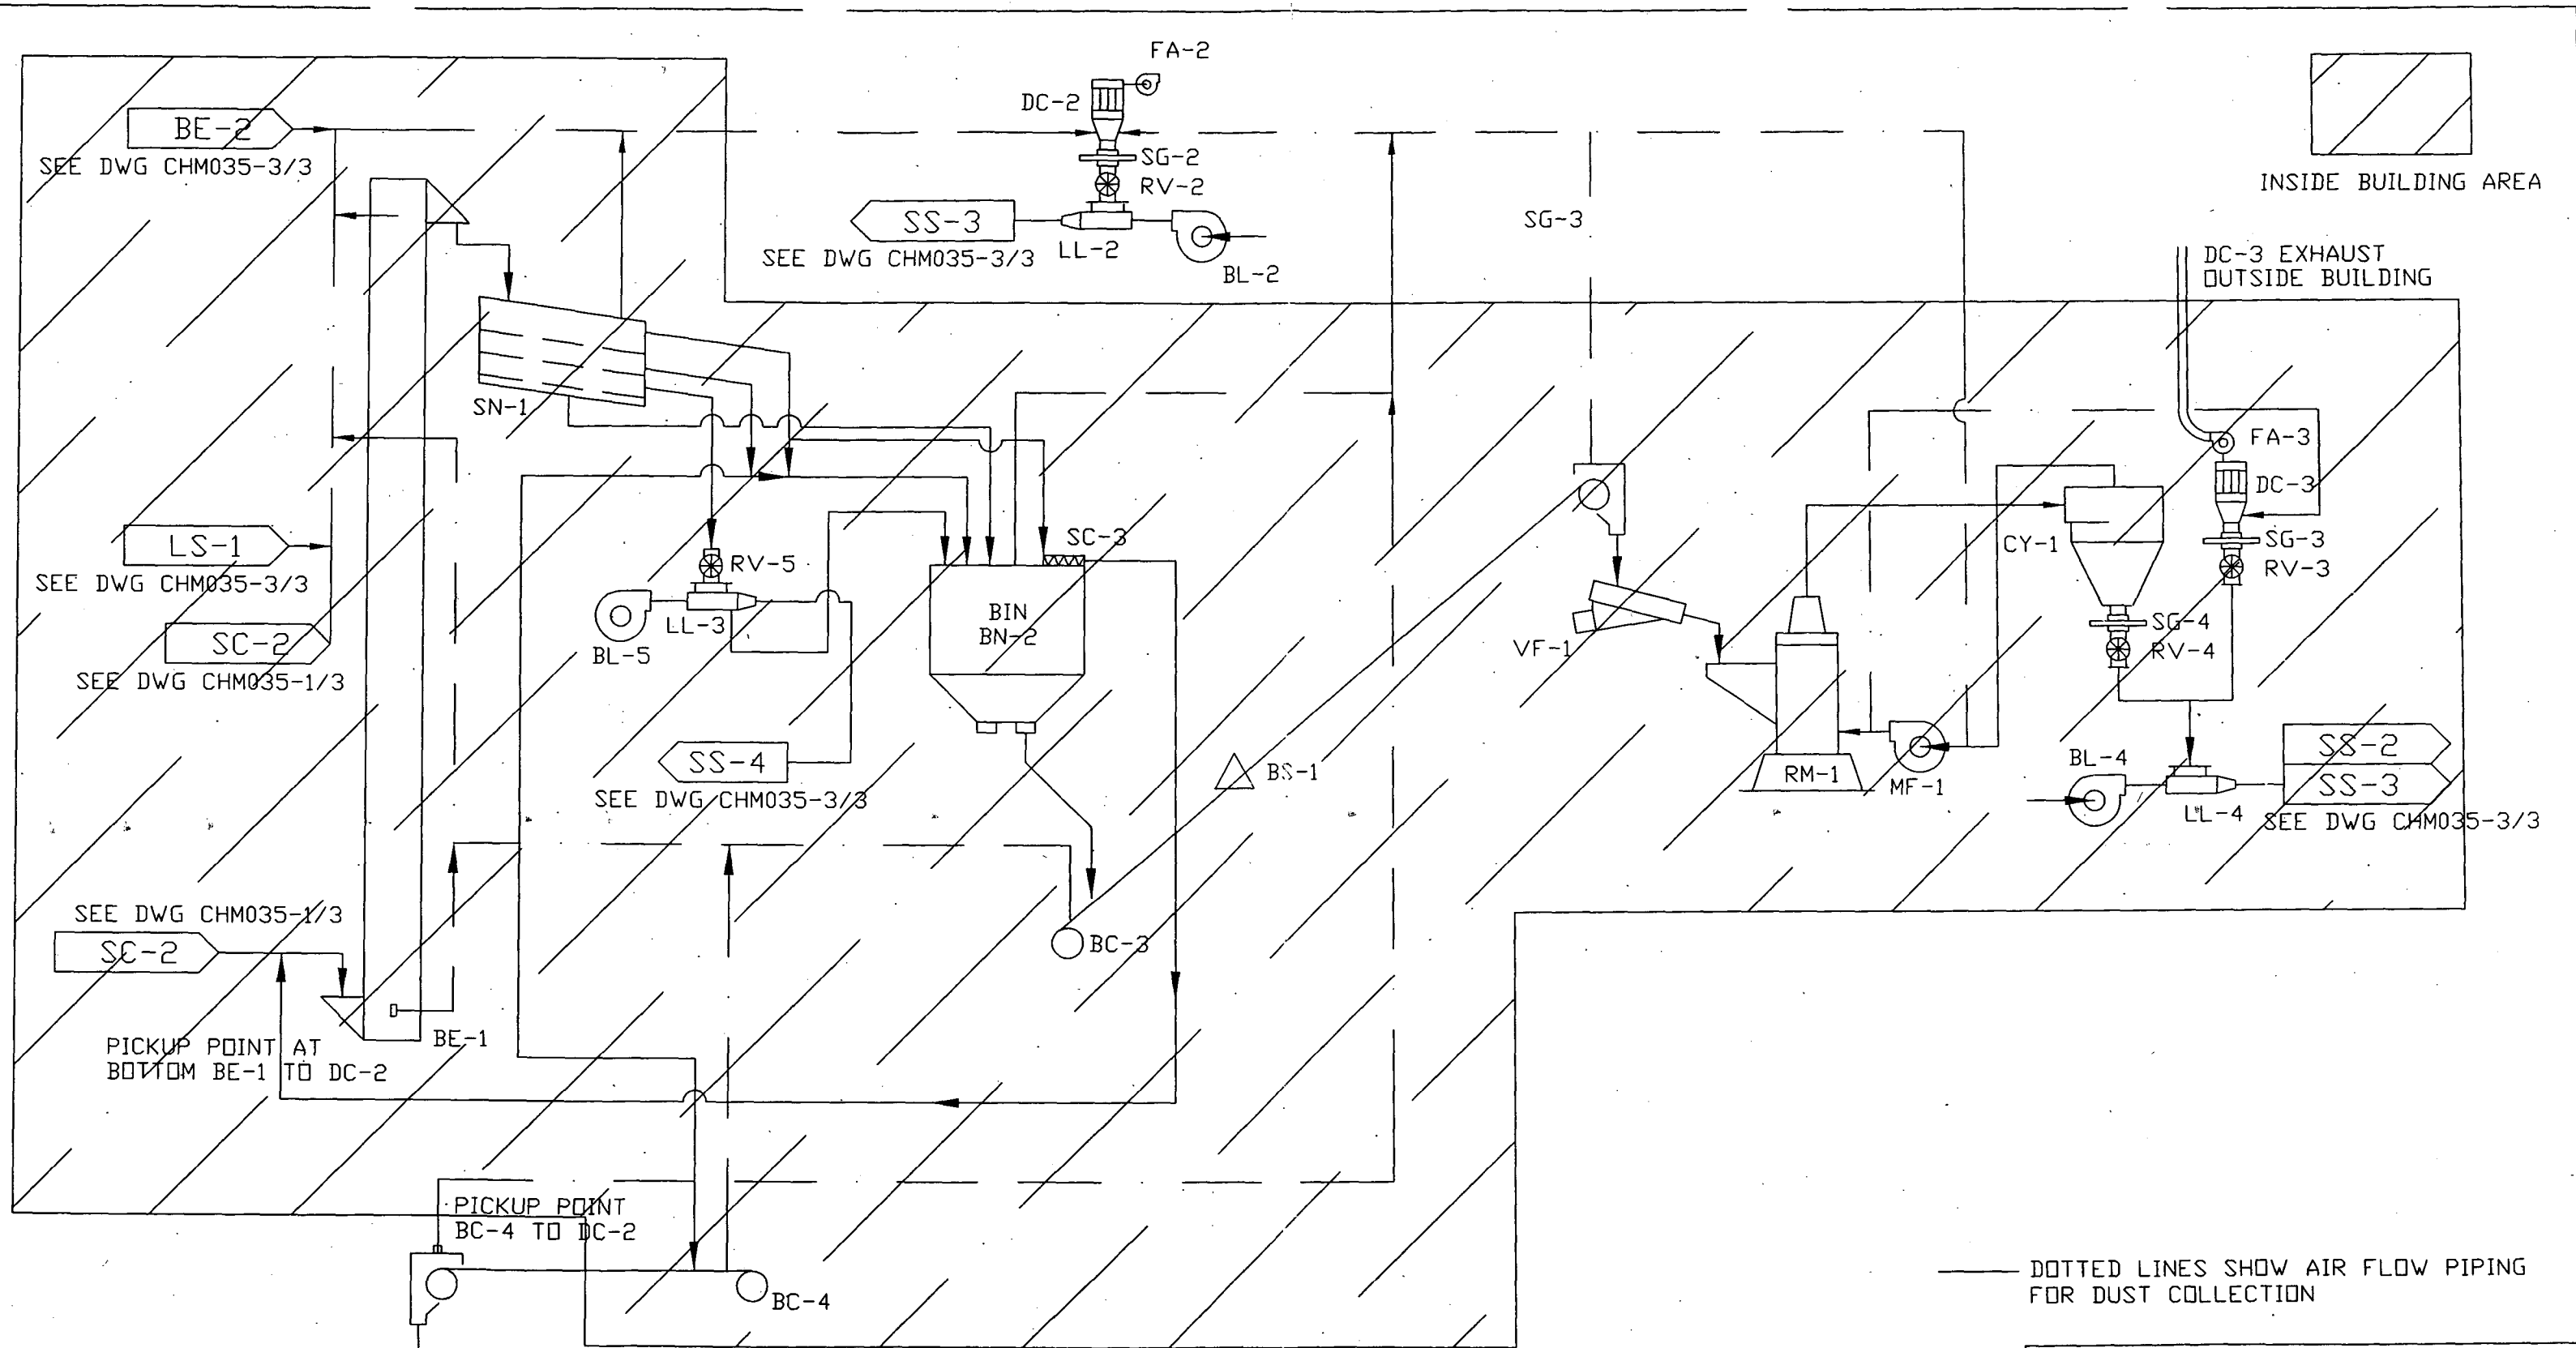 FA-2
DC-2
BE-2
SEE DWG CHM035-3/3
SG-2
RV-2
INSIDE BUILDING AREA
SS-3
SG-3
SEE DWG CHM035-3/3
LL-2
BL-2
DC-3 EXHAUST
OUTSIDE BUILDING
SN-1
FA-3
DC-3
LS-1
SEE DWG CHM035-3/3
SC-3
CY-1
SG-3
RV-3
RV-5
BIN
BN-2
LL-3
BL-5
SC-2
SEE DWG CHM035-1/3
VF-1
SG-4
RV-4
SS-4
SEE DWG CHM035-3/3
BS-1
RM-1
MF-1
BL-4
SS-2
SS-3
LL-4
SEE DWG CHM035-3/3
SEE DWG CHM035-1/3
SC-2
BC-3
BE-1
PICKUP POINT AT
BOTTOM BE-1 TO DC-2
PICKUP POINT
BC-4 TO DC-2
BC-4
DOTTED LINES SHOW AIR FLOW PIPING
FOR DUST COLLECTION